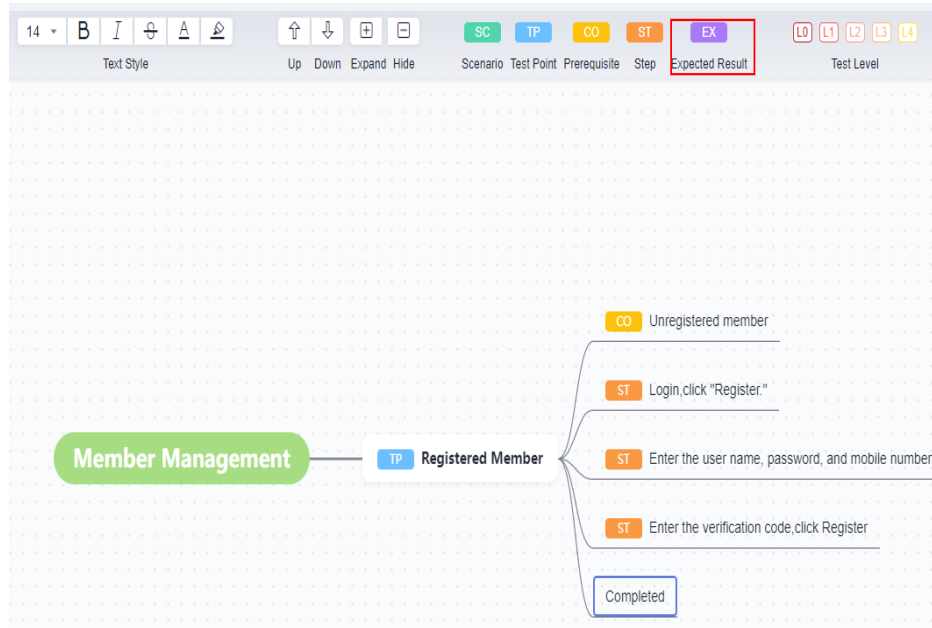 14 B I S A
SC TP CO ST EX L0 L1 L2 L3 L4
Text Style Up Down Expand Hide Scenario Test Point Prerequisite Step Expected Result Test Level
CO Unregistered member
ST Login,click "Register."
Member Management TP Registered Member ST Enter the user name, password, and mobile number
ST Enter the verification code,click Register
Completed